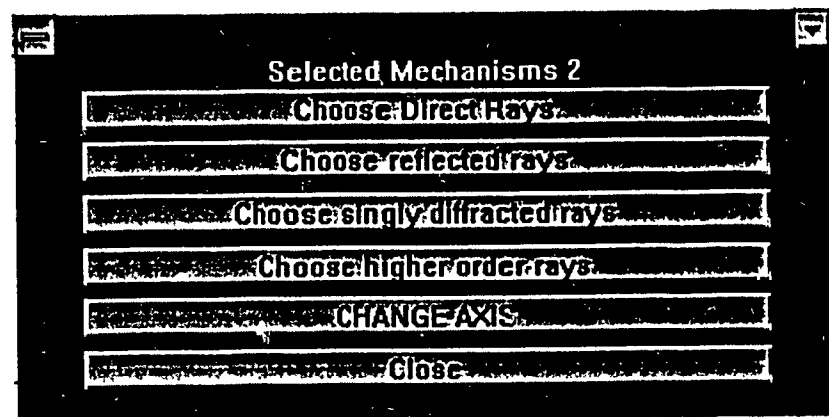 Selected Mechanisms 2
Choose Direct Rays
Choose reflected rays
Choose singly diffracted rays
Choose higher order rays
CHANGE AXIS
Close